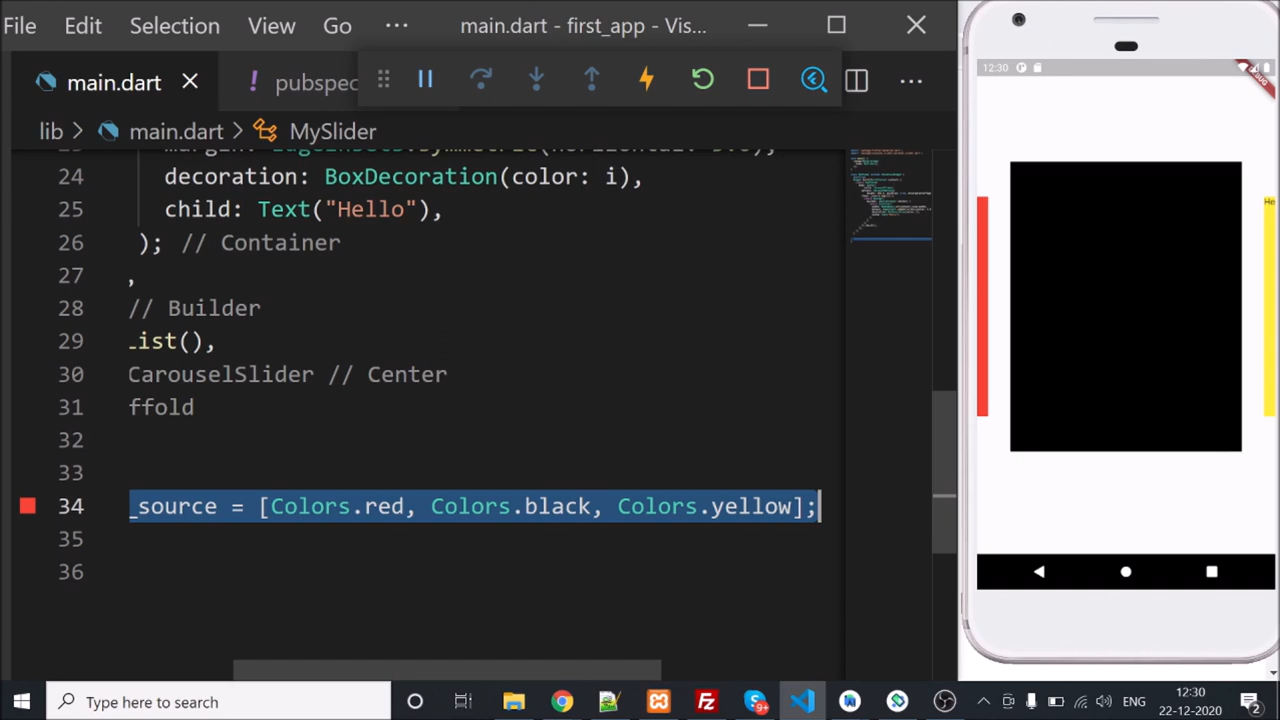 File Edit Selection View Go ··· main.dart - first_app - Vis...
main.dart pubspec ···
lib > main.dart > MySlider
24 decoration: BoxDecoration(color: i),
25 child: Text("Hello"),
26 ); // Container
27 ,
28 // Builder
29 _ist(),
30 CarouselSlider // Center
31 ffold
32
33
34 _source = [Colors.red, Colors.black, Colors.yellow];
35
36
12:30
He
Type here to search
9+
ENG
12:30
22-12-2020
2